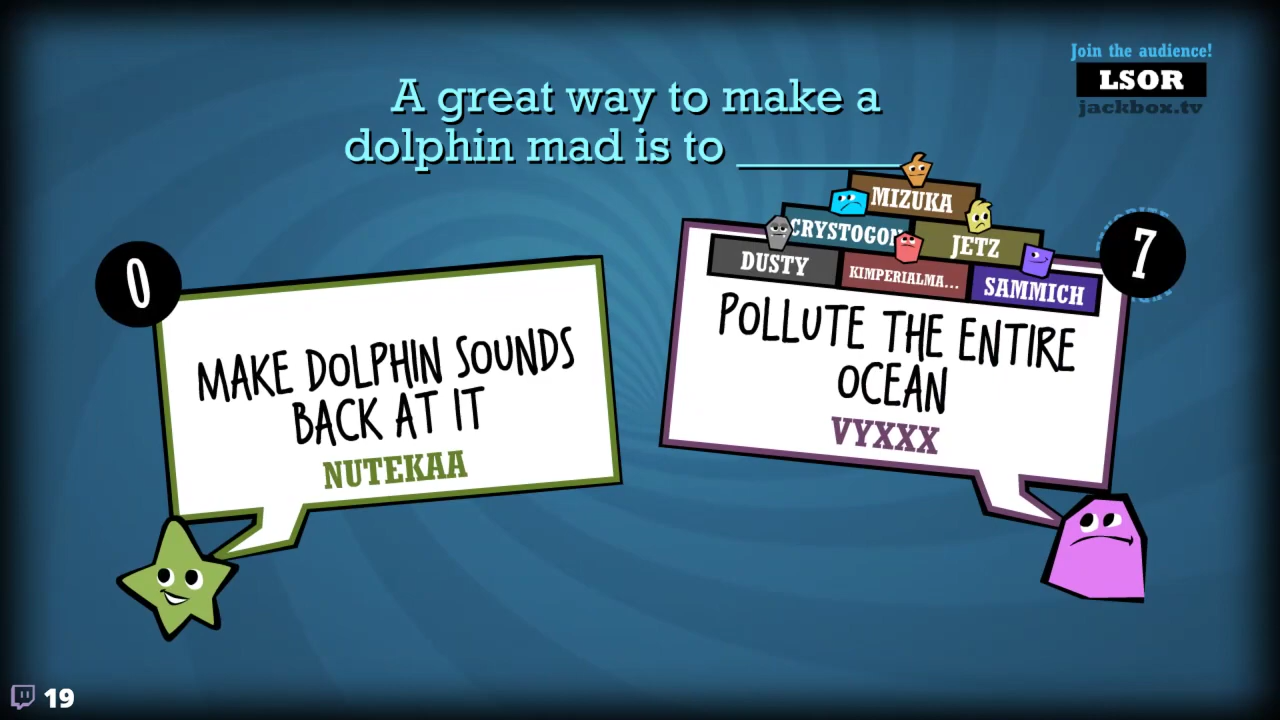 Join the audience!
LSOR
jackbox.tv
A great way to make a
dolphin mad is to ________
MIZUKA
CRYSTOGON
JETZ
DUSTY
KIMPERIALMA...
SAMMICH
0
7
MAKE DOLPHIN SOUNDS
BACK AT IT
NUTEKAA
POLLUTE THE ENTIRE
OCEAN
VYXXX
19